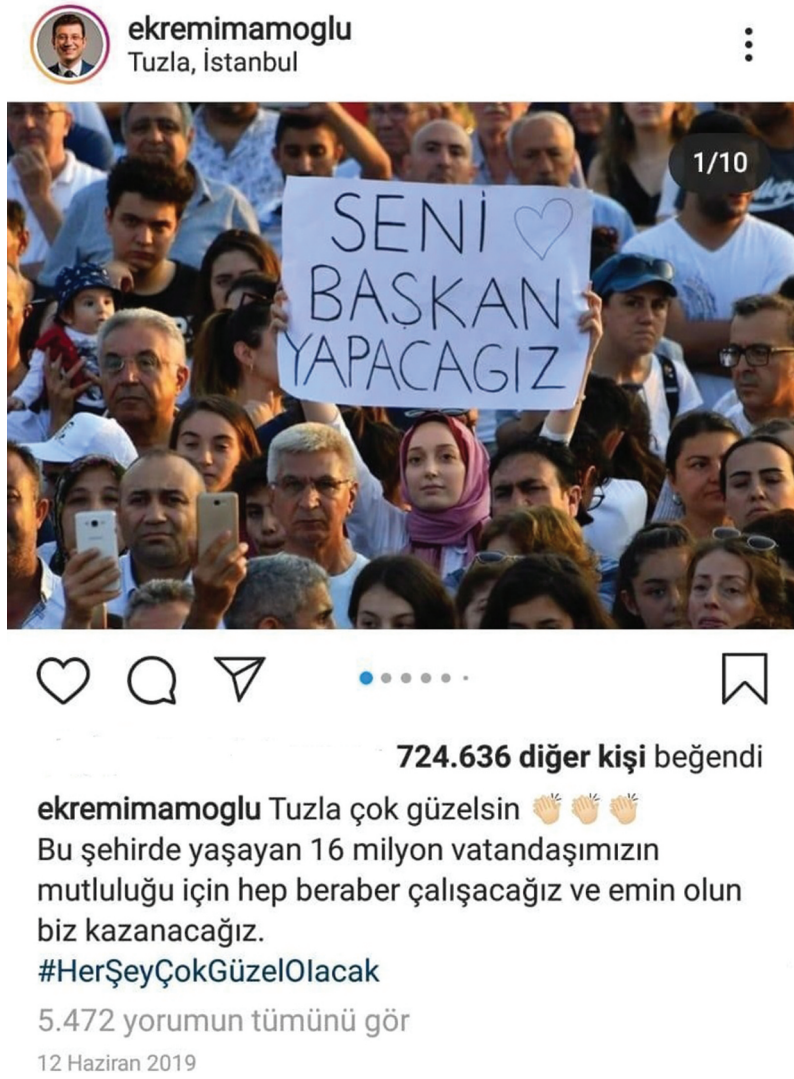 ekremimamoglu
Tuzla, İstanbul
1/10
SENİ ♡
BAŞKAN
YAPACAGIZ
724.636 diğer kişi beğendi
ekremimamoglu Tuzla çok güzelsin 👏🏻👏🏻👏🏻
Bu şehirde yaşayan 16 milyon vatandaşımızın
mutluluğu için hep beraber çalışacağız ve emin olun
biz kazanacağız.
#HerŞeyÇokGüzelOlacak
5.472 yorumun tümünü gör
12 Haziran 2019